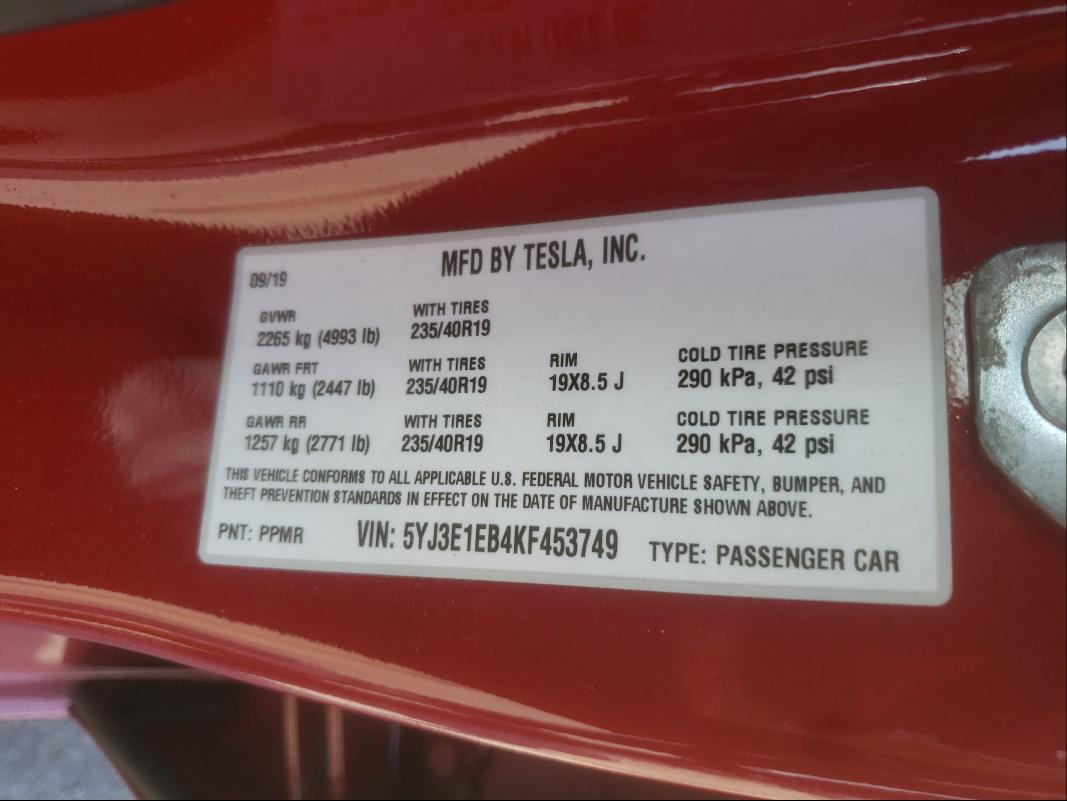 MFD BY TESLA, INC.
09/19
GVWR WITH TIRES
2265 kg (4993 lb) 235/40R19
GAWR FRT WITH TIRES RIM COLD TIRE PRESSURE
1110 kg (2447 lb) 235/40R19 19X8.5 J 290 kPa, 42 psi
GAWR RR WITH TIRES RIM COLD TIRE PRESSURE
1257 kg (2771 lb) 235/40R19 19X8.5 J 290 kPa, 42 psi
THIS VEHICLE CONFORMS TO ALL APPLICABLE U.S. FEDERAL MOTOR VEHICLE SAFETY, BUMPER, AND
THEFT PREVENTION STANDARDS IN EFFECT ON THE DATE OF MANUFACTURE SHOWN ABOVE.
PNT: PPMR VIN: 5YJ3E1EB4KF453749 TYPE: PASSENGER CAR